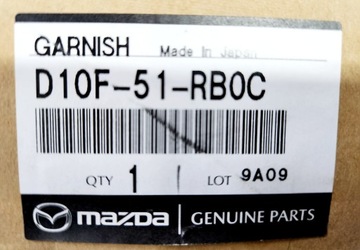 GARNISH Made In Japan
D10F-51-RB0C
QTY 1 LOT 9A09
mazda GENUINE PARTS